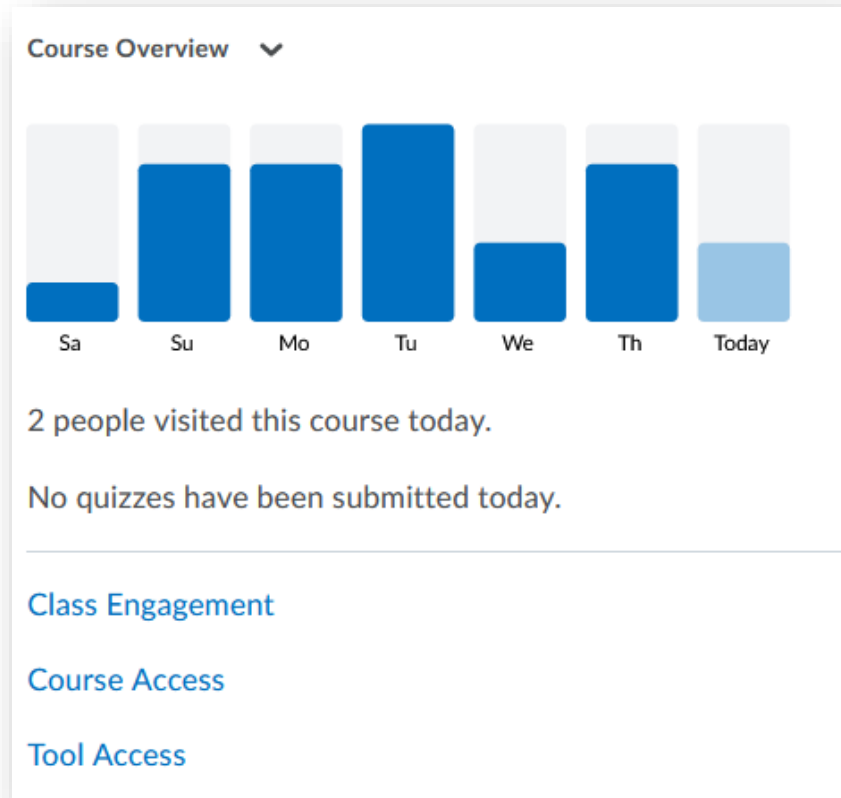 Course Overview
Sa Su Mo Tu We Th Today
2 people visited this course today.
No quizzes have been submitted today.
Class Engagement
Course Access
Tool Access